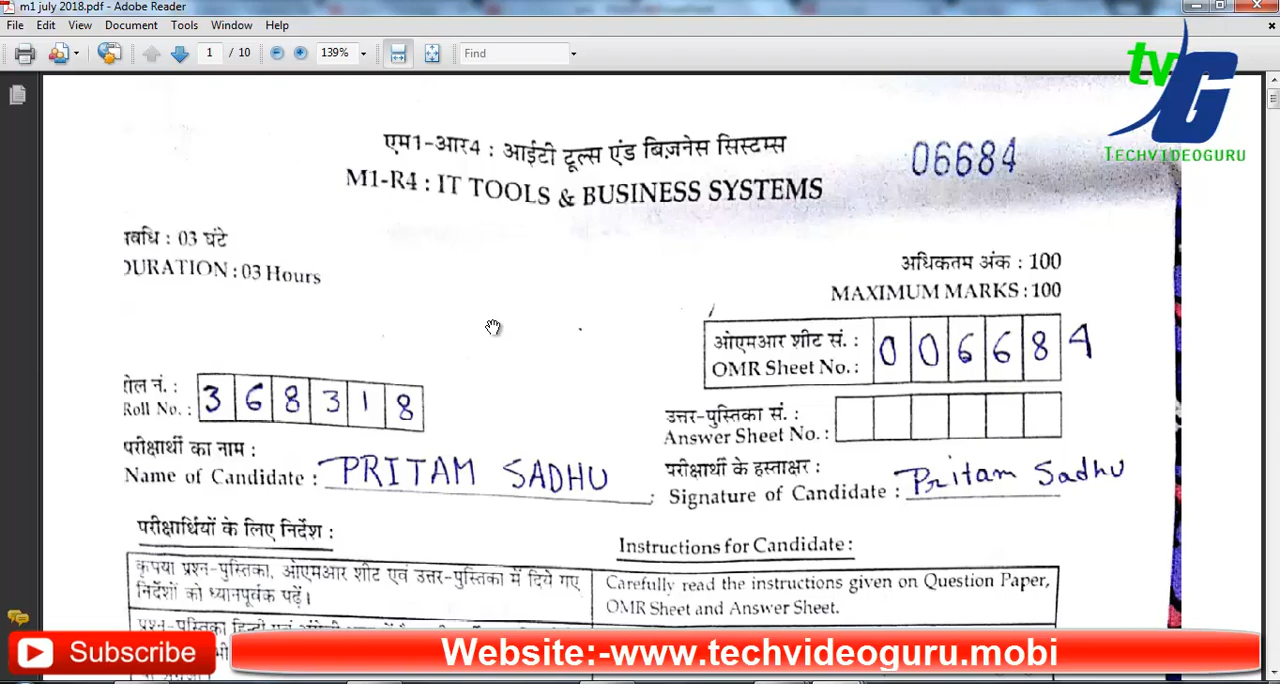 m1 july 2018.pdf - Adobe Reader
File Edit View Document Tools Window Help
1 / 10 139% Find
tv G
TECHVIDEOGURU
एम1-आर4 : आईटी टूल्स एंड बिज़नेस सिस्टम्स
06684
M1-R4 : IT TOOLS & BUSINESS SYSTEMS
वधि : 03 घंटे
DURATION : 03 Hours
अधिकतम अंक : 100
MAXIMUM MARKS : 100
ओएमआर शीट सं. :
OMR Sheet No. : 0 0 6 6 8 4
रोल नं. :
Roll No. : 3 6 8 3 1 8
उत्तर-पुस्तिका सं. :
Answer Sheet No. :
परीक्षार्थी का नाम :
Name of Candidate : PRITAM SADHU ;
परीक्षार्थी के हस्ताक्षर :
Signature of Candidate : Pritam Sadhu
परीक्षार्थियों के लिए निर्देश :
Instructions for Candidate :
कृपया प्रश्न-पुस्तिका, ओएमआर शीट एवं उत्तर-पुस्तिका में दिये गए
निर्देशों को ध्यानपूर्वक पढ़ें।
Carefully read the instructions given on Question Paper,
OMR Sheet and Answer Sheet.
Subscribe
Website:-www.techvideoguru.mobi